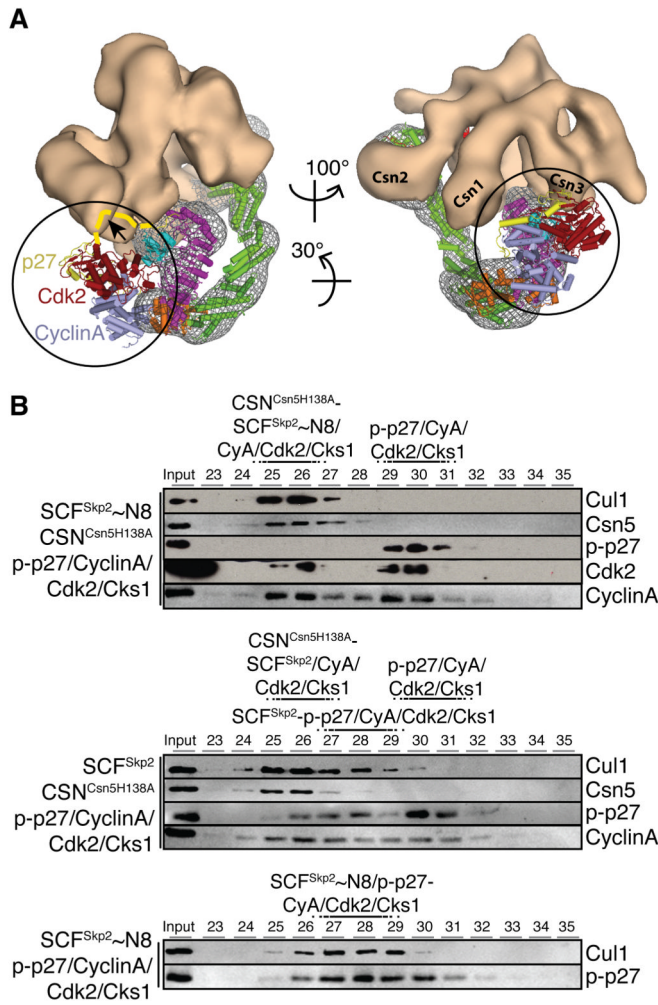 A
100°
30°
Csn2
Csn1
Csn3
p27
Cdk2
CyclinA
B
CSN^Csn5H138A-
SCF^Skp2~N8/
CyA/Cdk2/Cks1
p-p27/CyA/
Cdk2/Cks1
Input 23 24 25 26 27 28 29 30 31 32 33 34 35
SCF^Skp2~N8
CSN^Csn5H138A
p-p27/CyclinA/
Cdk2/Cks1
Cul1
Csn5
p-p27
Cdk2
CyclinA
CSN^Csn5H138A-
SCF^Skp2/CyA/
Cdk2/Cks1
p-p27/CyA/
Cdk2/Cks1
SCF^Skp2-p-p27/CyA/Cdk2/Cks1
Input 23 24 25 26 27 28 29 30 31 32 33 34 35
SCF^Skp2
CSN^Csn5H138A
p-p27/CyclinA/
Cdk2/Cks1
Cul1
Csn5
p-p27
CyclinA
SCF^Skp2~N8/p-p27-
CyA/Cdk2/Cks1
Input 23 24 25 26 27 28 29 30 31 32 33 34 35
SCF^Skp2~N8
p-p27/CyclinA/
Cdk2/Cks1
Cul1
p-p27